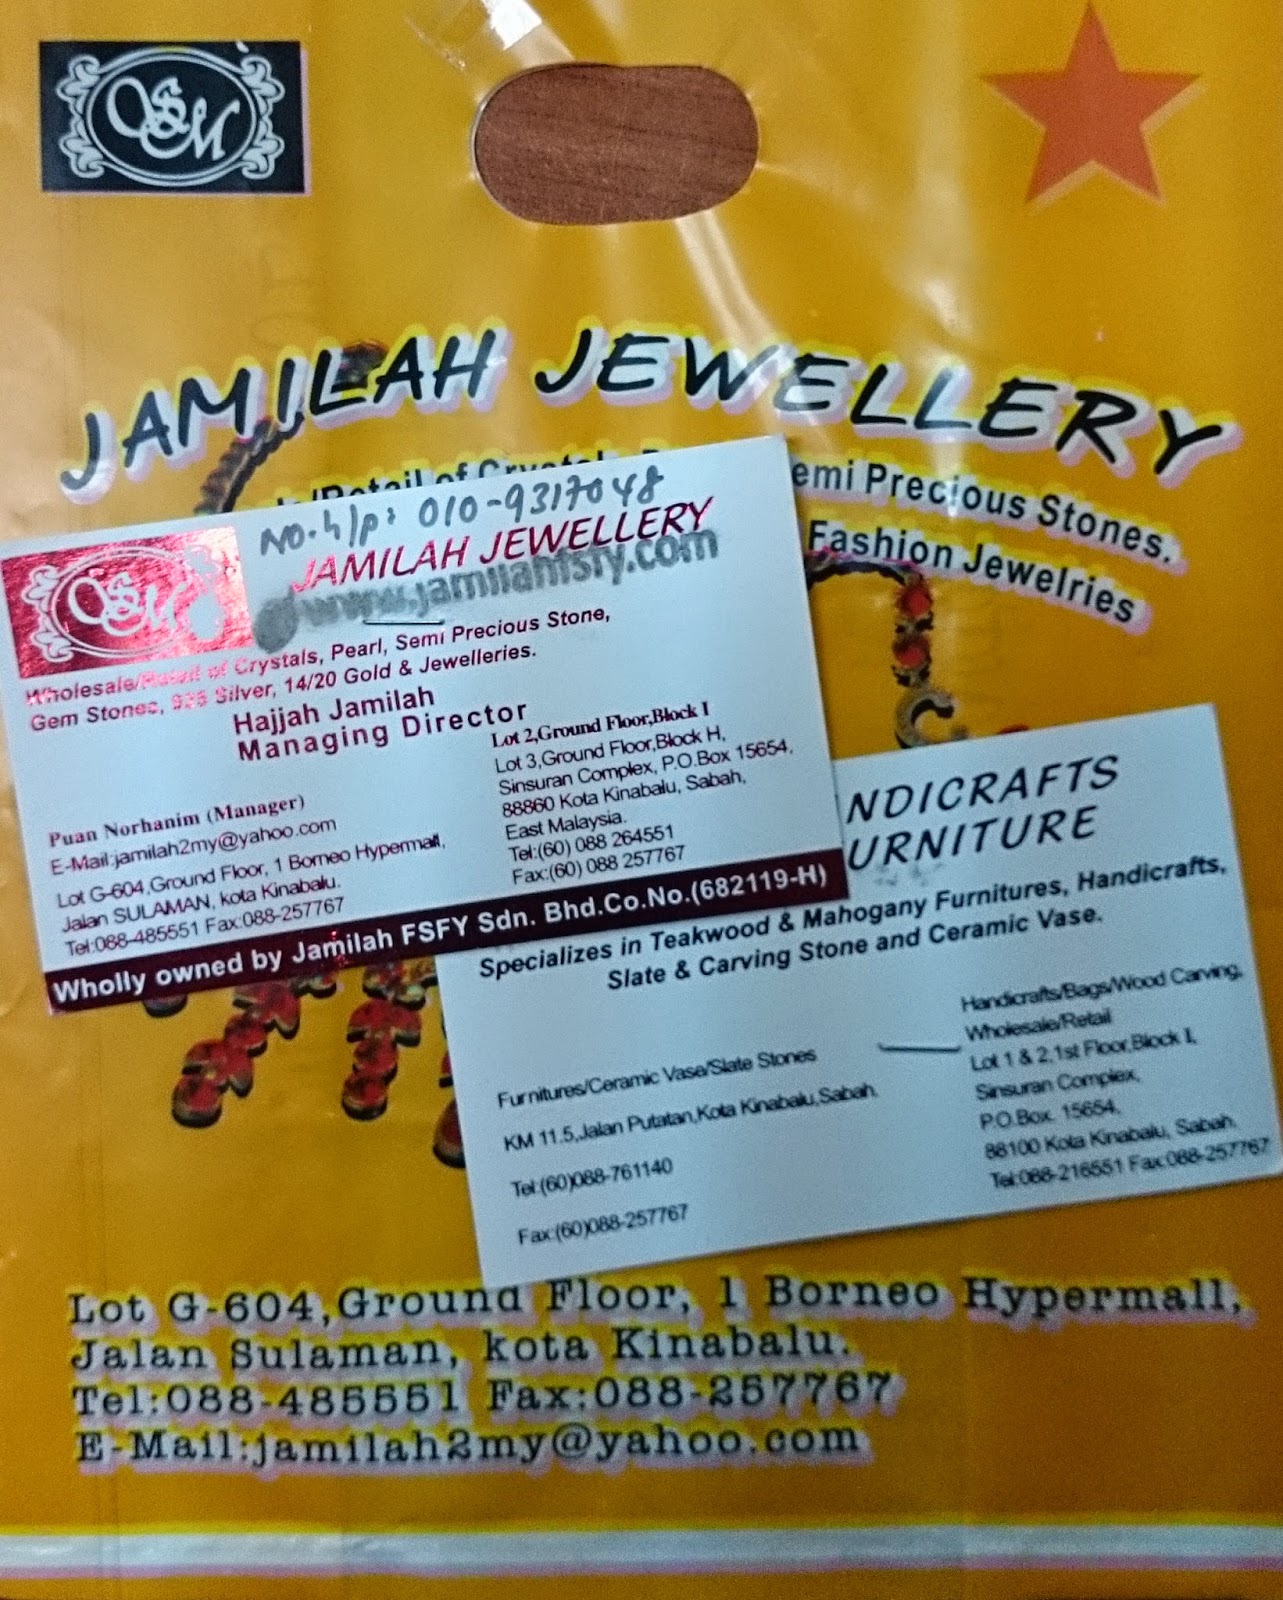 S&M
JAMILAH JEWELLERY
emi Precious Stones.
Fashion Jewelries
No. h/p: 010-9317048
JAMILAH JEWELLERY
www.jamilahfsfy.com
S&M
Wholesale/Retail of Crystals, Pearl, Semi Precious Stone,
Gem Stones, 925 Silver, 14/20 Gold & Jewelleries.
Hajjah Jamilah
Managing Director
Puan Norhanim (Manager)
E-Mail:jamilah2my@yahoo.com
Lot G-604,Ground Floor, 1 Borneo Hypermall,
Jalan SULAMAN, kota Kinabalu.
Tel:088-485551 Fax:088-257767
Lot 2,Ground Floor,Block I
Lot 3,Ground Floor,Block H,
Sinsuran Complex, P.O.Box 15654,
88860 Kota Kinabalu, Sabah,
East Malaysia.
Tel:(60) 088 264551
Fax:(60) 088 257767
Wholly owned by Jamilah FSFY Sdn. Bhd.Co.No.(682119-H)
NDICRAFTS
URNITURE
Specializes in Teakwood & Mahogany Furnitures, Handicrafts,
Slate & Carving Stone and Ceramic Vase.
Furnitures/Ceramic Vase/Slate Stones
KM 11.5,Jalan Putatan,Kota Kinabalu,Sabah.
Tel:(60)088-761140
Fax:(60)088-257767
Handicrafts/Bags/Wood Carving,
Wholesale/Retail
Lot 1 & 2,1st Floor,Block I,
Sinsuran Complex,
P.O.Box. 15654,
88100 Kota Kinabalu, Sabah.
Tel:088-216551 Fax:088-257767
Lot G-604,Ground Floor, 1 Borneo Hypermall,
Jalan Sulaman, kota Kinabalu.
Tel:088-485551 Fax:088-257767
E-Mail:jamilah2my@yahoo.com